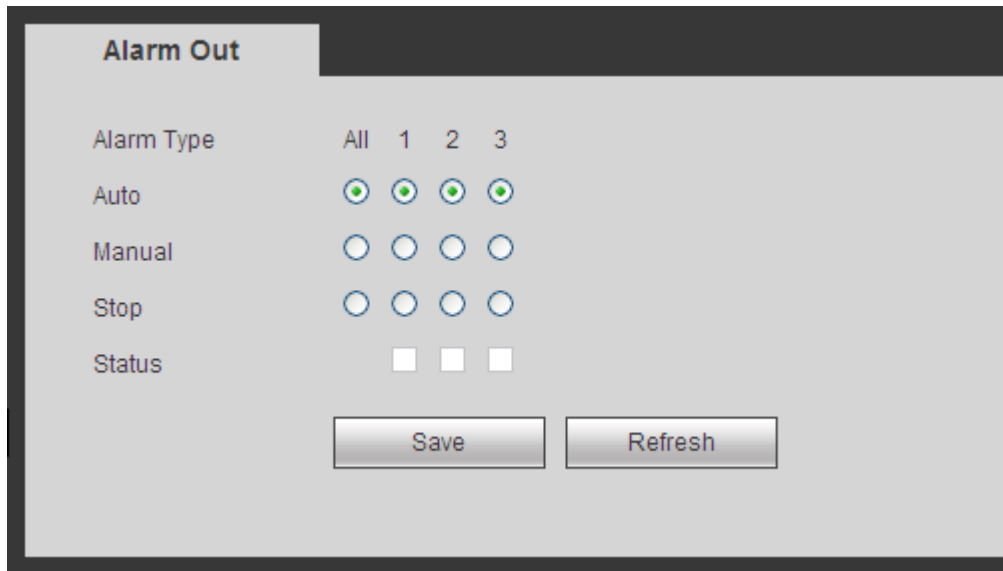 Alarm Out
Alarm Type All 1 2 3
Auto
Manual
Stop
Status
Save Refresh